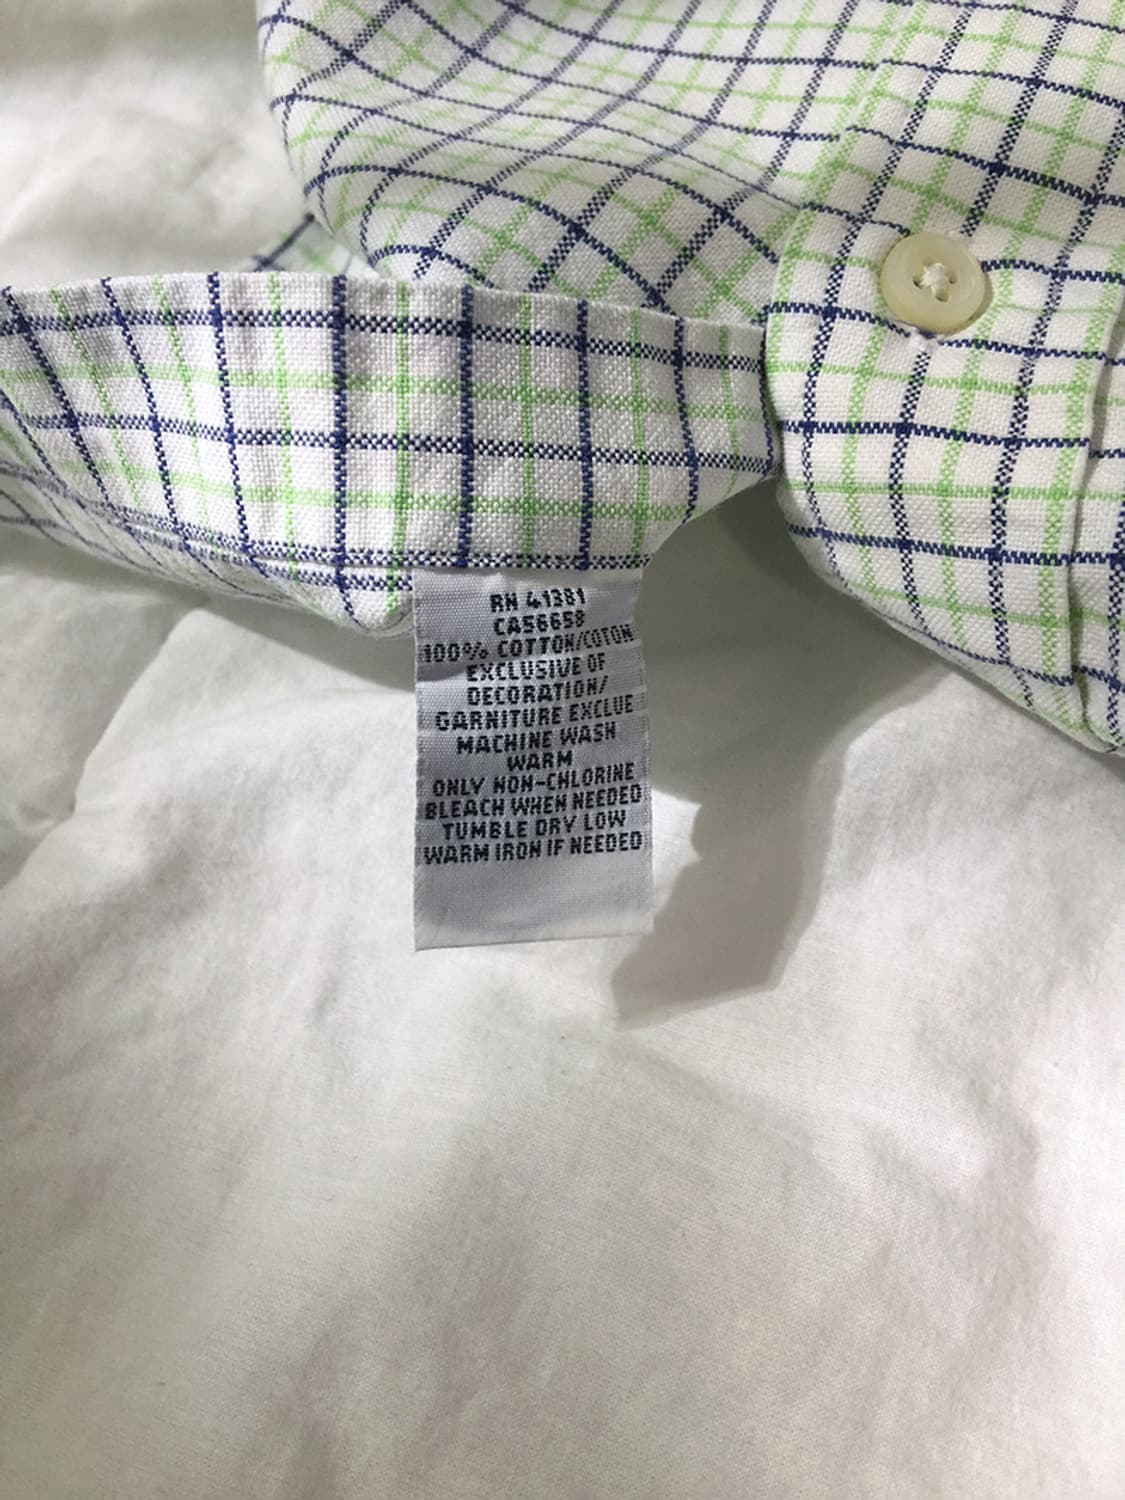 RN 41381
CA56658
100% COTTON/COTON
EXCLUSIVE OF
DECORATION/
GARNITURE EXCLUE
MACHINE WASH
WARM
ONLY NON-CHLORINE
BLEACH WHEN NEEDED
TUMBLE DRY LOW
WARM IRON IF NEEDED